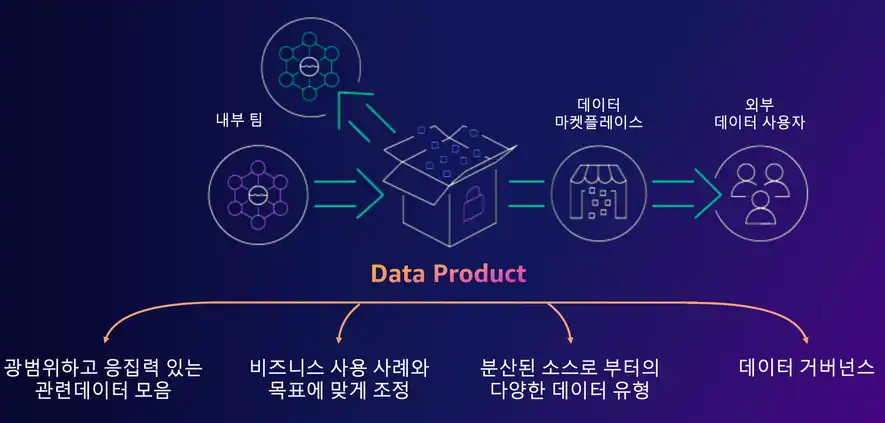 내부 팀
데이터
마켓플레이스
외부
데이터 사용자
Data Product
광범위하고 응집력 있는
관련데이터 모음
비즈니스 사용 사례와
목표에 맞게 조정
분산된 소스로 부터의
다양한 데이터 유형
데이터 거버넌스